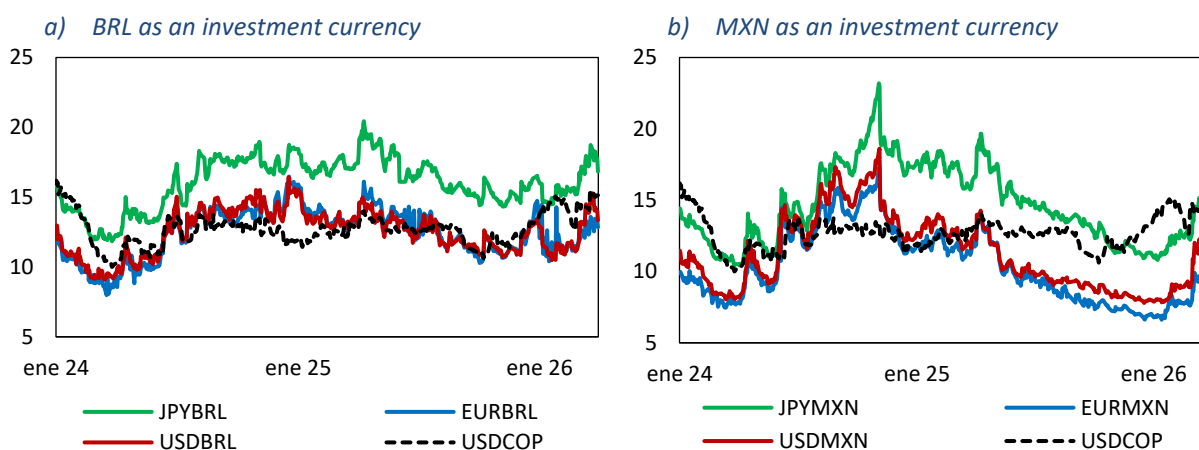 a) BRL as an investment currency
25
20
15
10
5
ene 24 ene 25 ene 26
JPYBRL EURBRL
USDBRL USDCOP
b) MXN as an investment currency
25
20
15
10
5
ene 24 ene 25 ene 26
JPYMXN EURMXN
USDMXN USDCOP